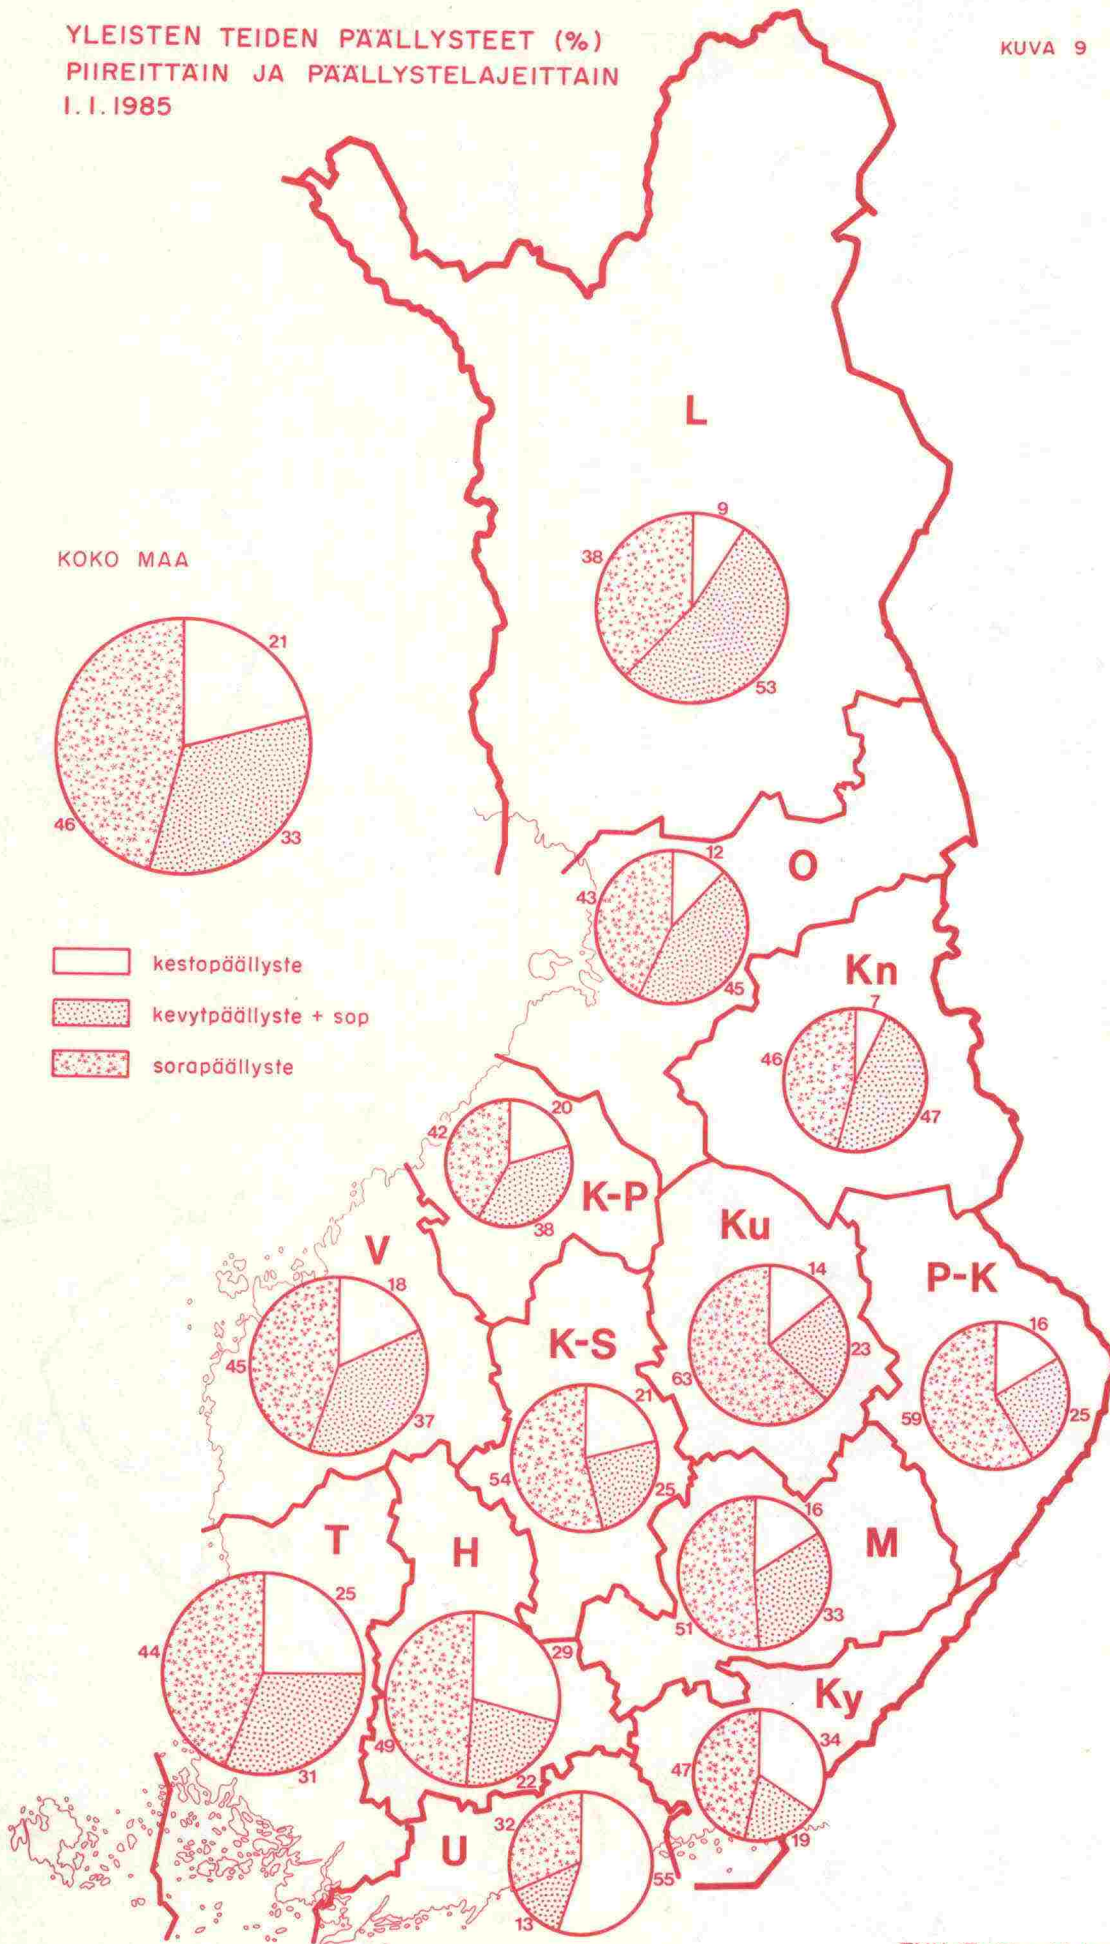 YLEISTEN TEIDEN PÄÄLLYSTEET (%)
PIIREITTÄIN JA PÄÄLLYSTELAJEITTAIN
1.1.1985
KUVA 9
L
9
38
53
KOKO MAA
21
46
33
kestopäällyste
kevytpäällyste + sop
sorapäällyste
O
12
43
45
Kn
7
46
47
K-P
20
42
38
V
18
45
37
Ku
14
23
63
P-K
16
59
25
K-S
21
54
25
M
16
51
33
T
25
44
31
H
29
49
22
Ky
34
47
19
U
32
55
13